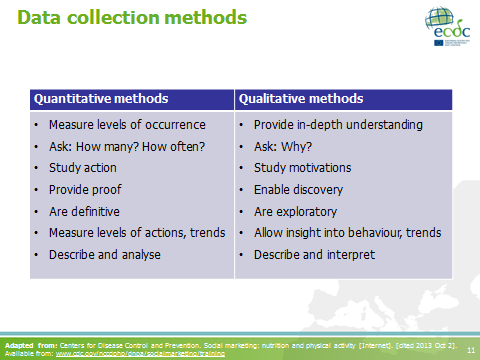 Data collection methods
ecdc
Quantitative methods
Qualitative methods
• Measure levels of occurrence
• Ask: How many? How often?
• Study action
• Provide proof
• Are definitive
• Measure levels of actions, trends
• Describe and analyse
• Provide in-depth understanding
• Ask: Why?
• Study motivations
• Enable discovery
• Are exploratory
• Allow insight into behaviour, trends
• Describe and interpret
Adapted from: Centers for Disease Control and Prevention. Social marketing: nutrition and physical activity [Internet]. [cited 2013 Oct 2].
Available from: www.cdc.gov/nccdphp/dnpa/socialmarketing/training
11